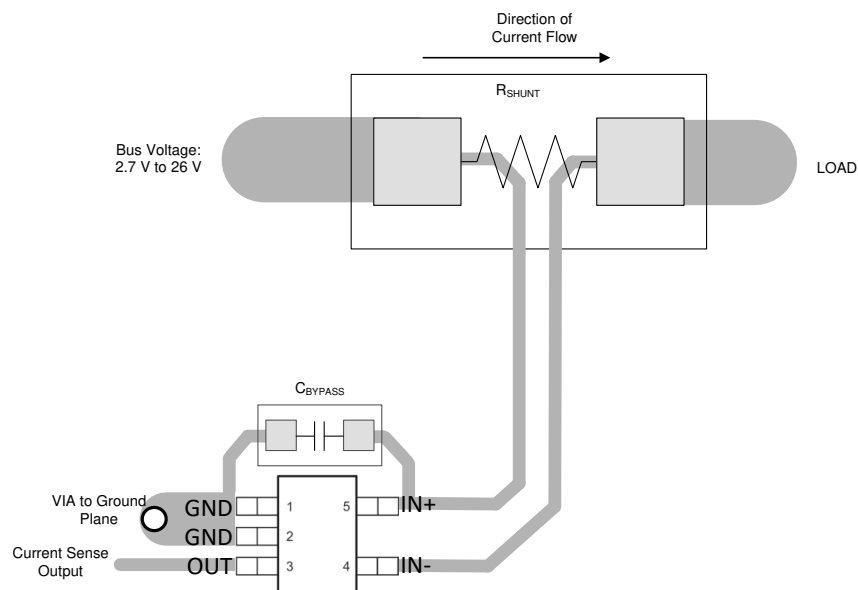 Direction of
Current Flow
RSHUNT
Bus Voltage:
2.7 V to 26 V
LOAD
CBYPASS
VIA to Ground
Plane
GND 1 5 IN+
GND 2
Current Sense
Output
OUT 3 4 IN-